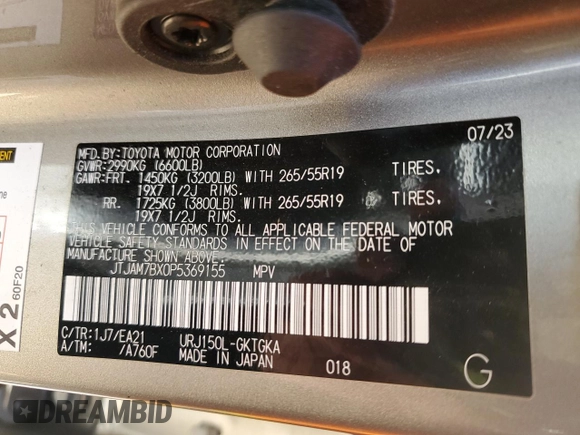 07/23
MFD.BY:TOYOTA MOTOR CORPORATION
GVWR:2990KG (6600LB)
GAWR:FRT. 1450KG (3200LB) WITH 265/55R19 TIRES,
19X7 1/2J RIMS.
RR. 1725KG (3800LB) WITH 265/55R19 TIRES,
19X7 1/2J RIMS.
THIS VEHICLE CONFORMS TO ALL APPLICABLE FEDERAL MOTOR
VEHICLE SAFETY STANDARDS IN EFFECT ON THE DATE OF
MANUFACTURE SHOWN ABOVE.
JTJAM7BX0P5369155 MPV
C/TR:1J7/EA21 URJ150L-GKTGKA
A/TM: /A760F MADE IN JAPAN 018
G
X 2
60F20
DREAMBID